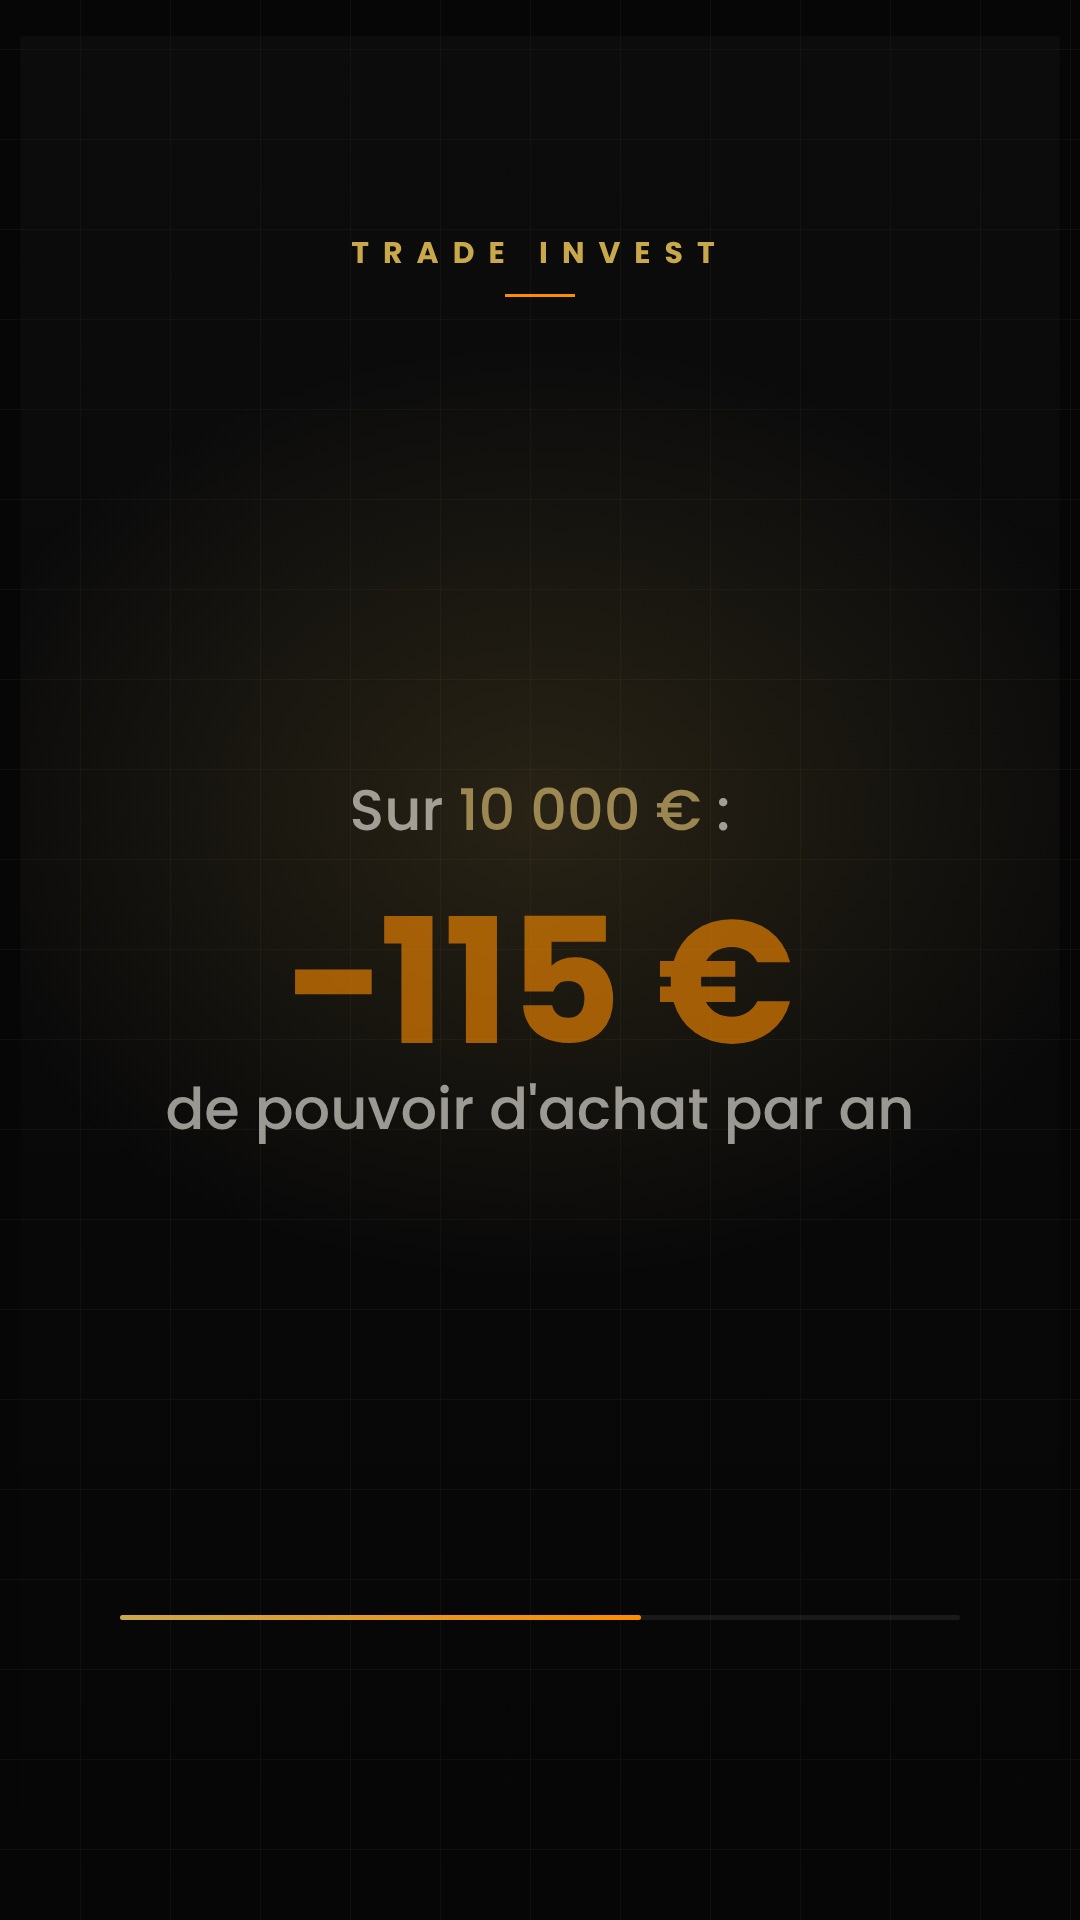 TRADE INVEST
Sur 10 000 € :
-115 €
de pouvoir d'achat par an